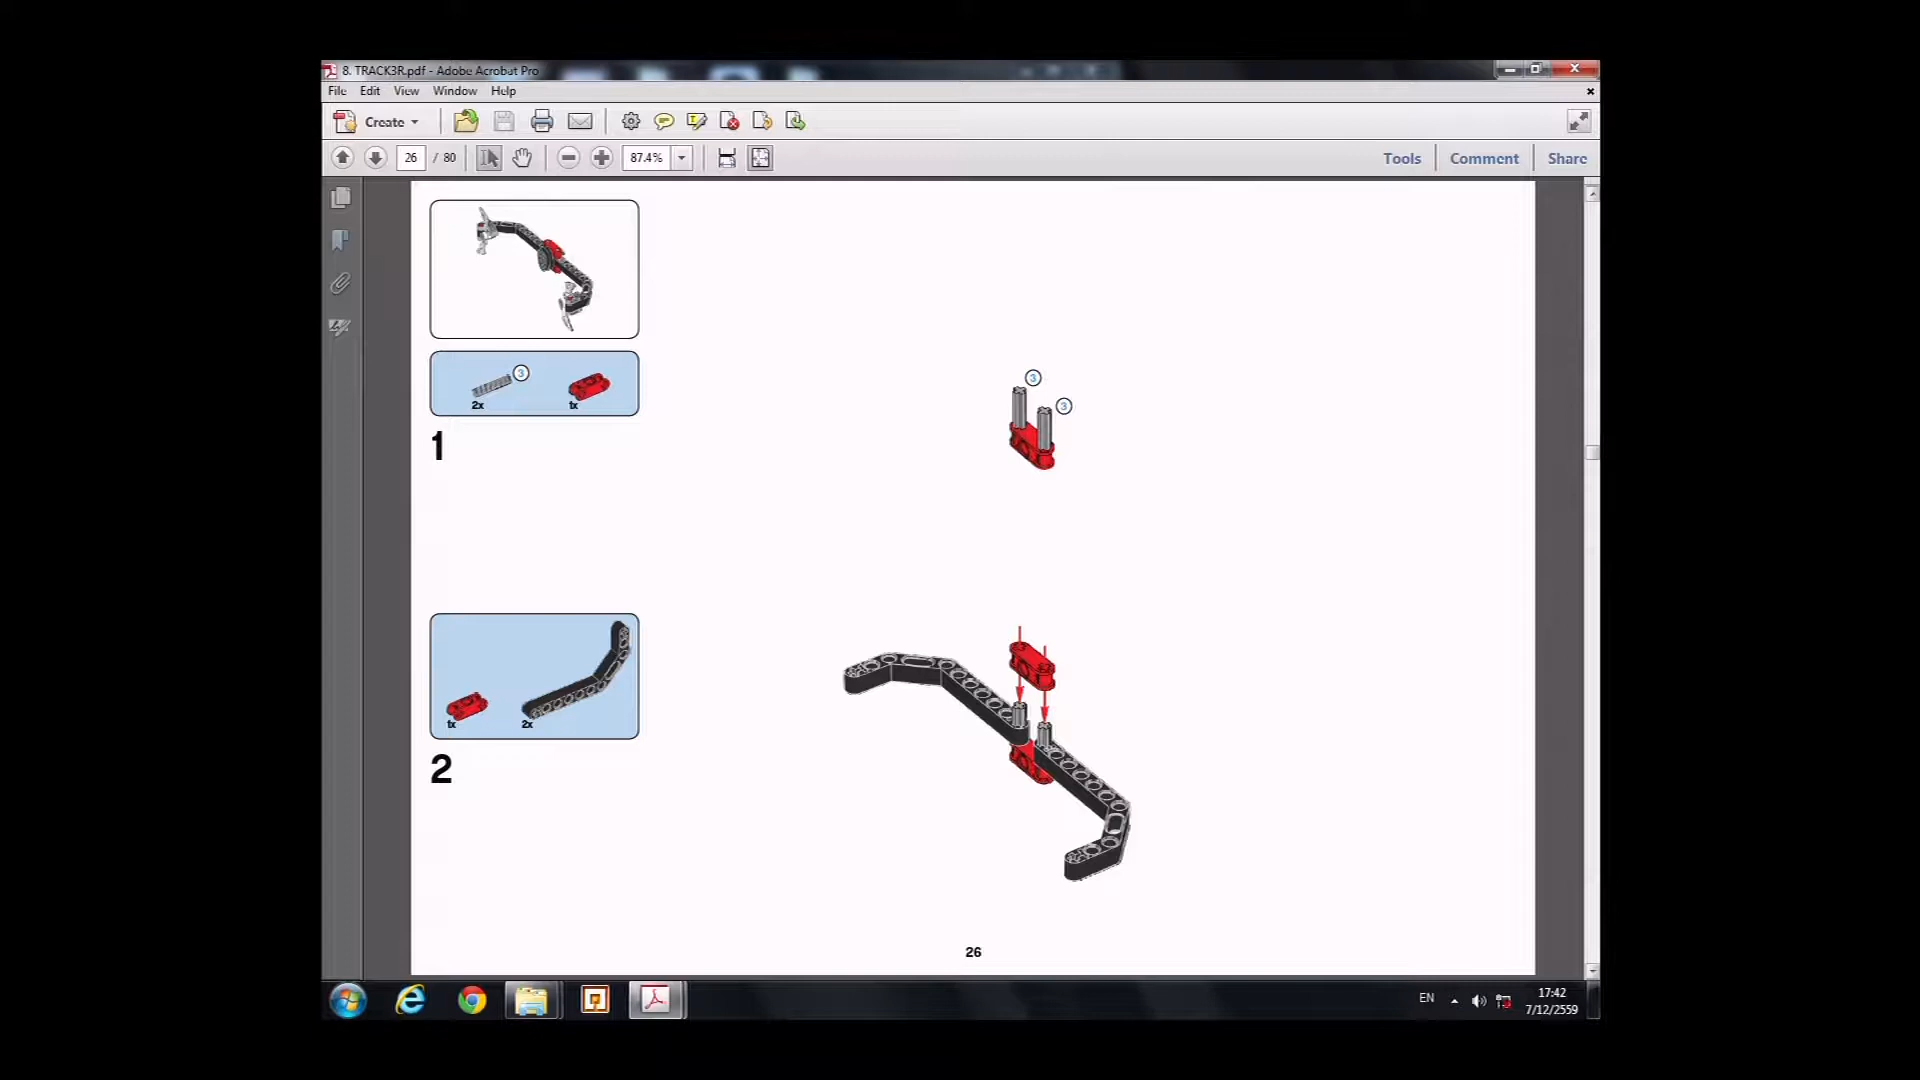 8. TRACK3R.pdf - Adobe Acrobat Pro
File Edit View Window Help
Create
26 / 80 87.4% Tools Comment Share
3
2x 1x
1
3
3
1x 2x
2
26
EN 17:42
7/12/2559